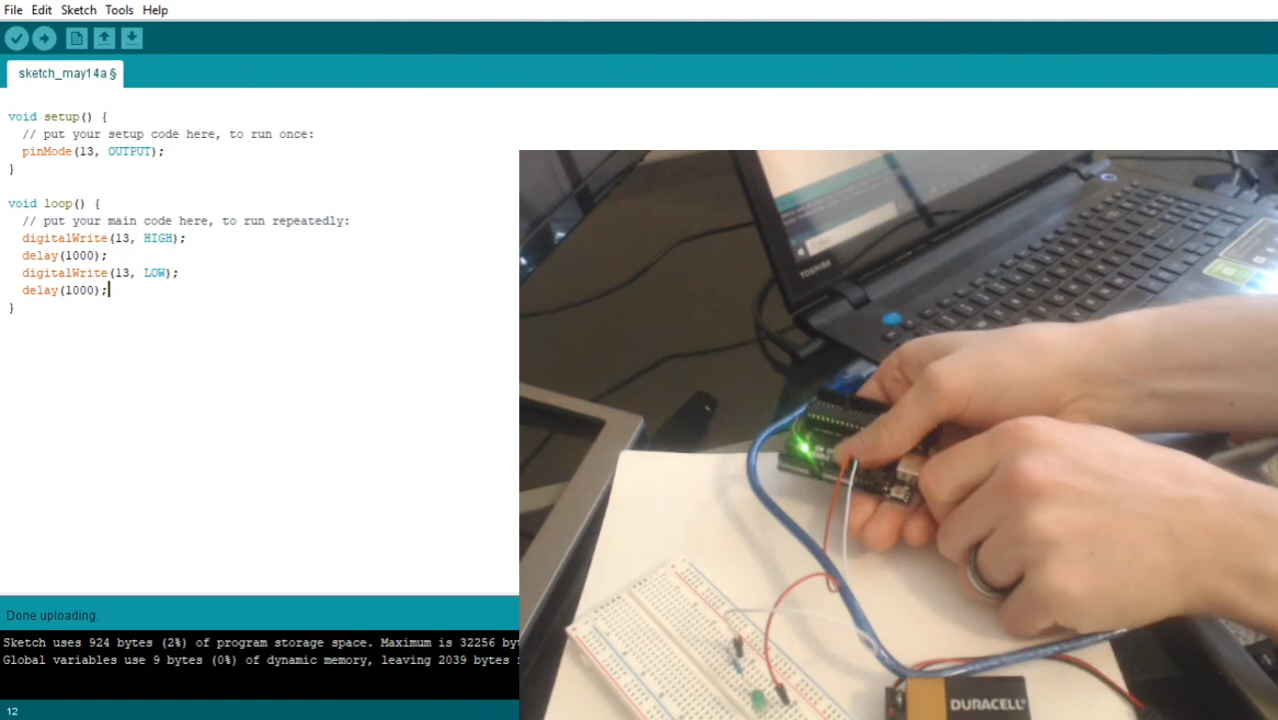 File Edit Sketch Tools Help
sketch_may14a §
void setup() {
// put your setup code here, to run once:
pinMode(13, OUTPUT);
}
void loop() {
// put your main code here, to run repeatedly:
digitalWrite(13, HIGH);
delay(1000);
digitalWrite(13, LOW);
delay(1000);
}
TOSHIBA
Done uploading.
Sketch uses 924 bytes (2%) of program storage space. Maximum is 32256 by
Global variables use 9 bytes (0%) of dynamic memory, leaving 2039 bytes
DURACELL
12